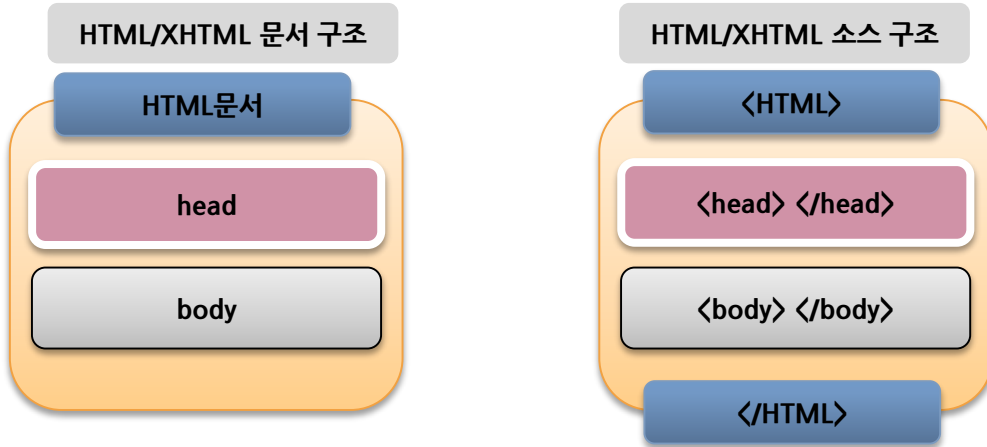 HTML/XHTML 문서 구조
HTML문서
head
body
HTML/XHTML 소스 구조
<HTML>
<head> </head>
<body> </body>
</HTML>